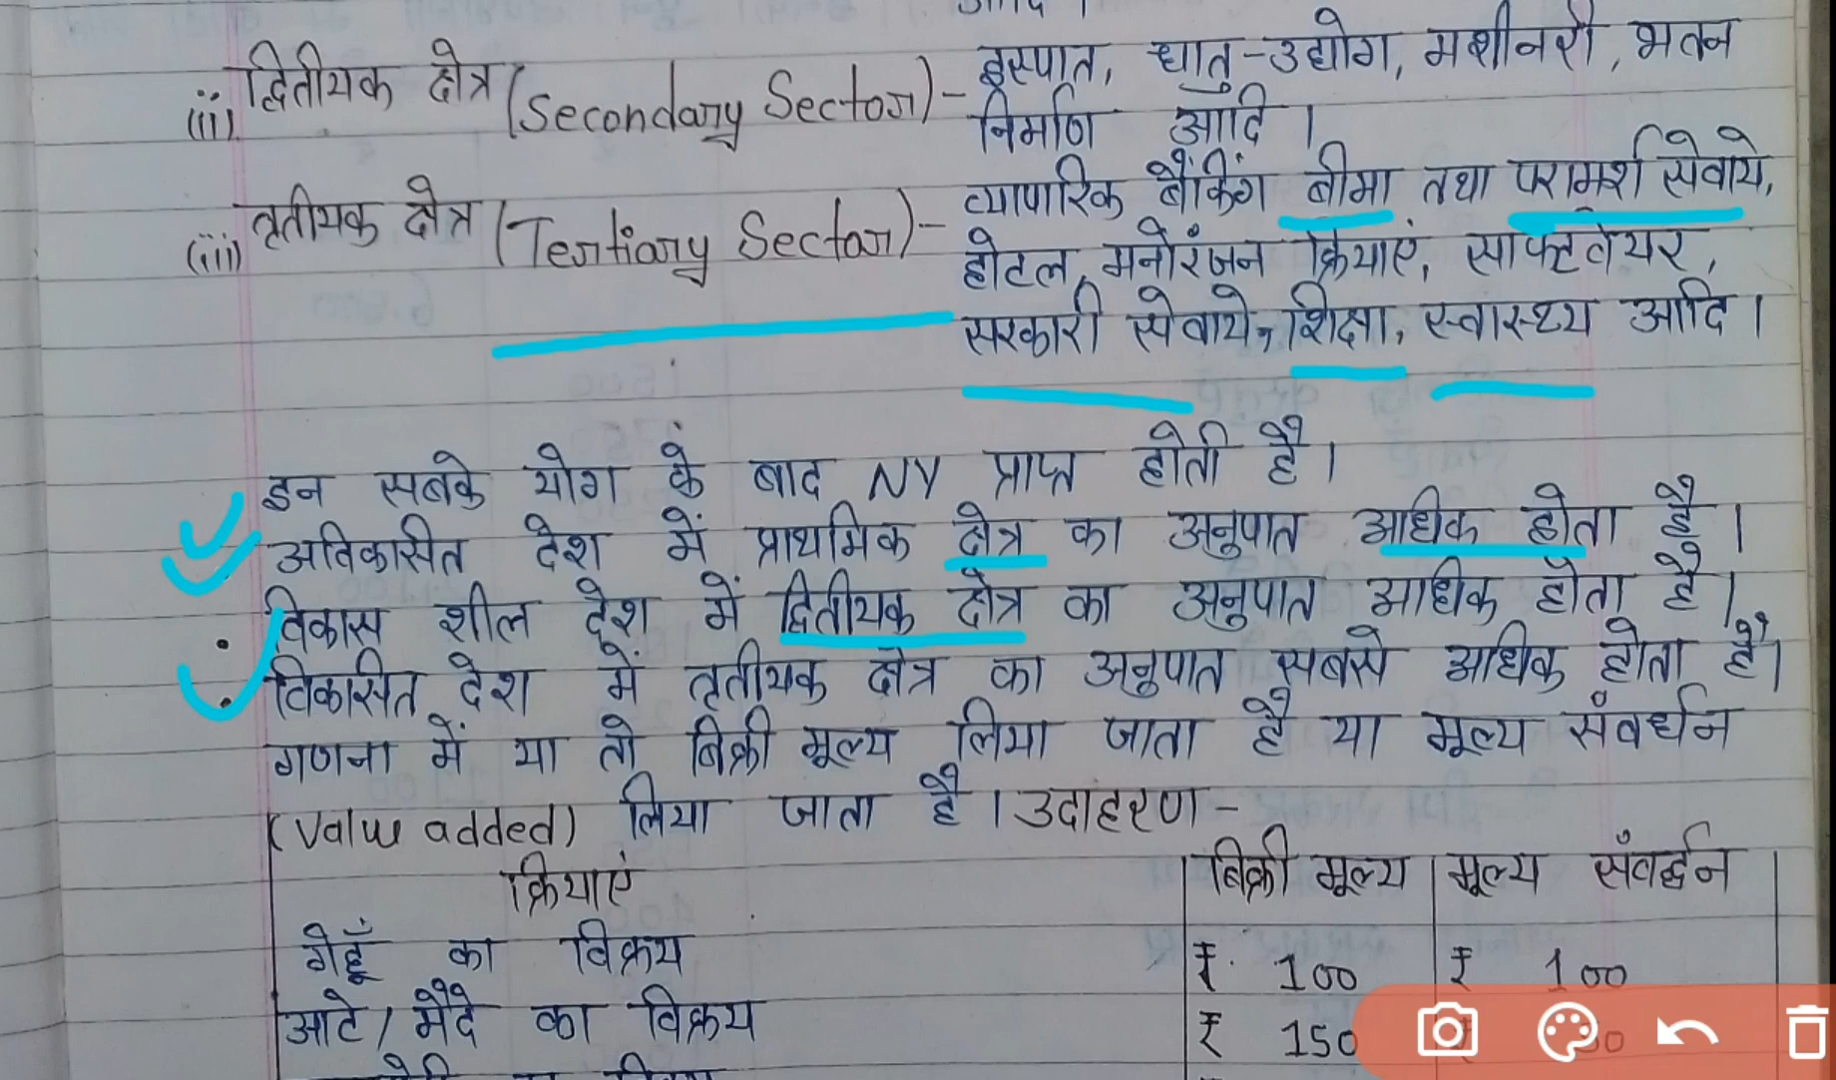 आदि।
(ii) द्वितीयक क्षेत्र (Secondary Sector) - इस्पात, धातु-उद्योग, मशीनरी, भवन
निर्माण आदि।
(iii) तृतीयक क्षेत्र (Tertiary Sector) - व्यापारिक बैंकिंग बीमा तथा परामर्श सेवाये,
होटल, मनोरंजन क्रियाएं, साफ्टवेयर,
सरकारी सेवाये, शिक्षा, स्वास्थ्य आदि।
इन सबके योग के बाद NY प्राप्त होती है।
अविकसित देश में प्राथमिक क्षेत्र का अनुपात अधिक होता है।
विकास शील देश में द्वितीयक क्षेत्र का अनुपात अधिक होता है।
विकसित देश में तृतीयक क्षेत्र का अनुपात सबसे अधिक होता है।
गणना में या तो बिक्री मूल्य लिया जाता है या मूल्य संवर्धन
(Value added) लिया जाता है। उदाहरण -
क्रियाएं बिक्री मूल्य मूल्य संवर्द्धन
गेहूँ का विक्रय ₹ 100 ₹ 100
आटे/मैदे का विक्रय ₹ 150